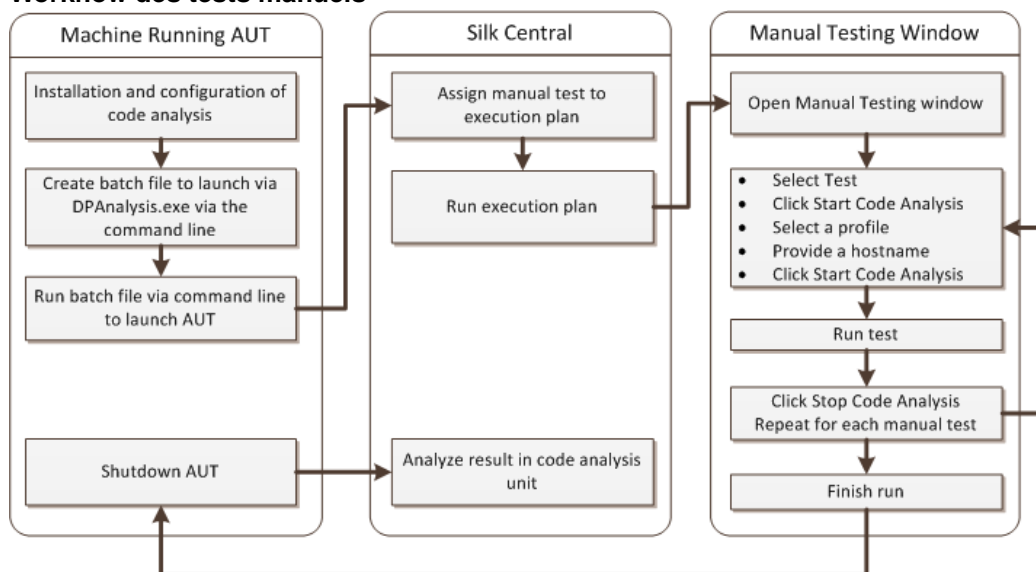 Workflow des tests manuels
Machine Running AUT
Installation and configuration of
code analysis
Create batch file to launch via
DPAnalysis.exe via the
command line
Run batch file via command line
to launch AUT
Shutdown AUT
Silk Central
Assign manual test to
execution plan
Run execution plan
Analyze result in code analysis
unit
Manual Testing Window
Open Manual Testing window
• Select Test
• Click Start Code Analysis
• Select a profile
• Provide a hostname
• Click Start Code Analysis
Run test
Click Stop Code Analysis
Repeat for each manual test
Finish run